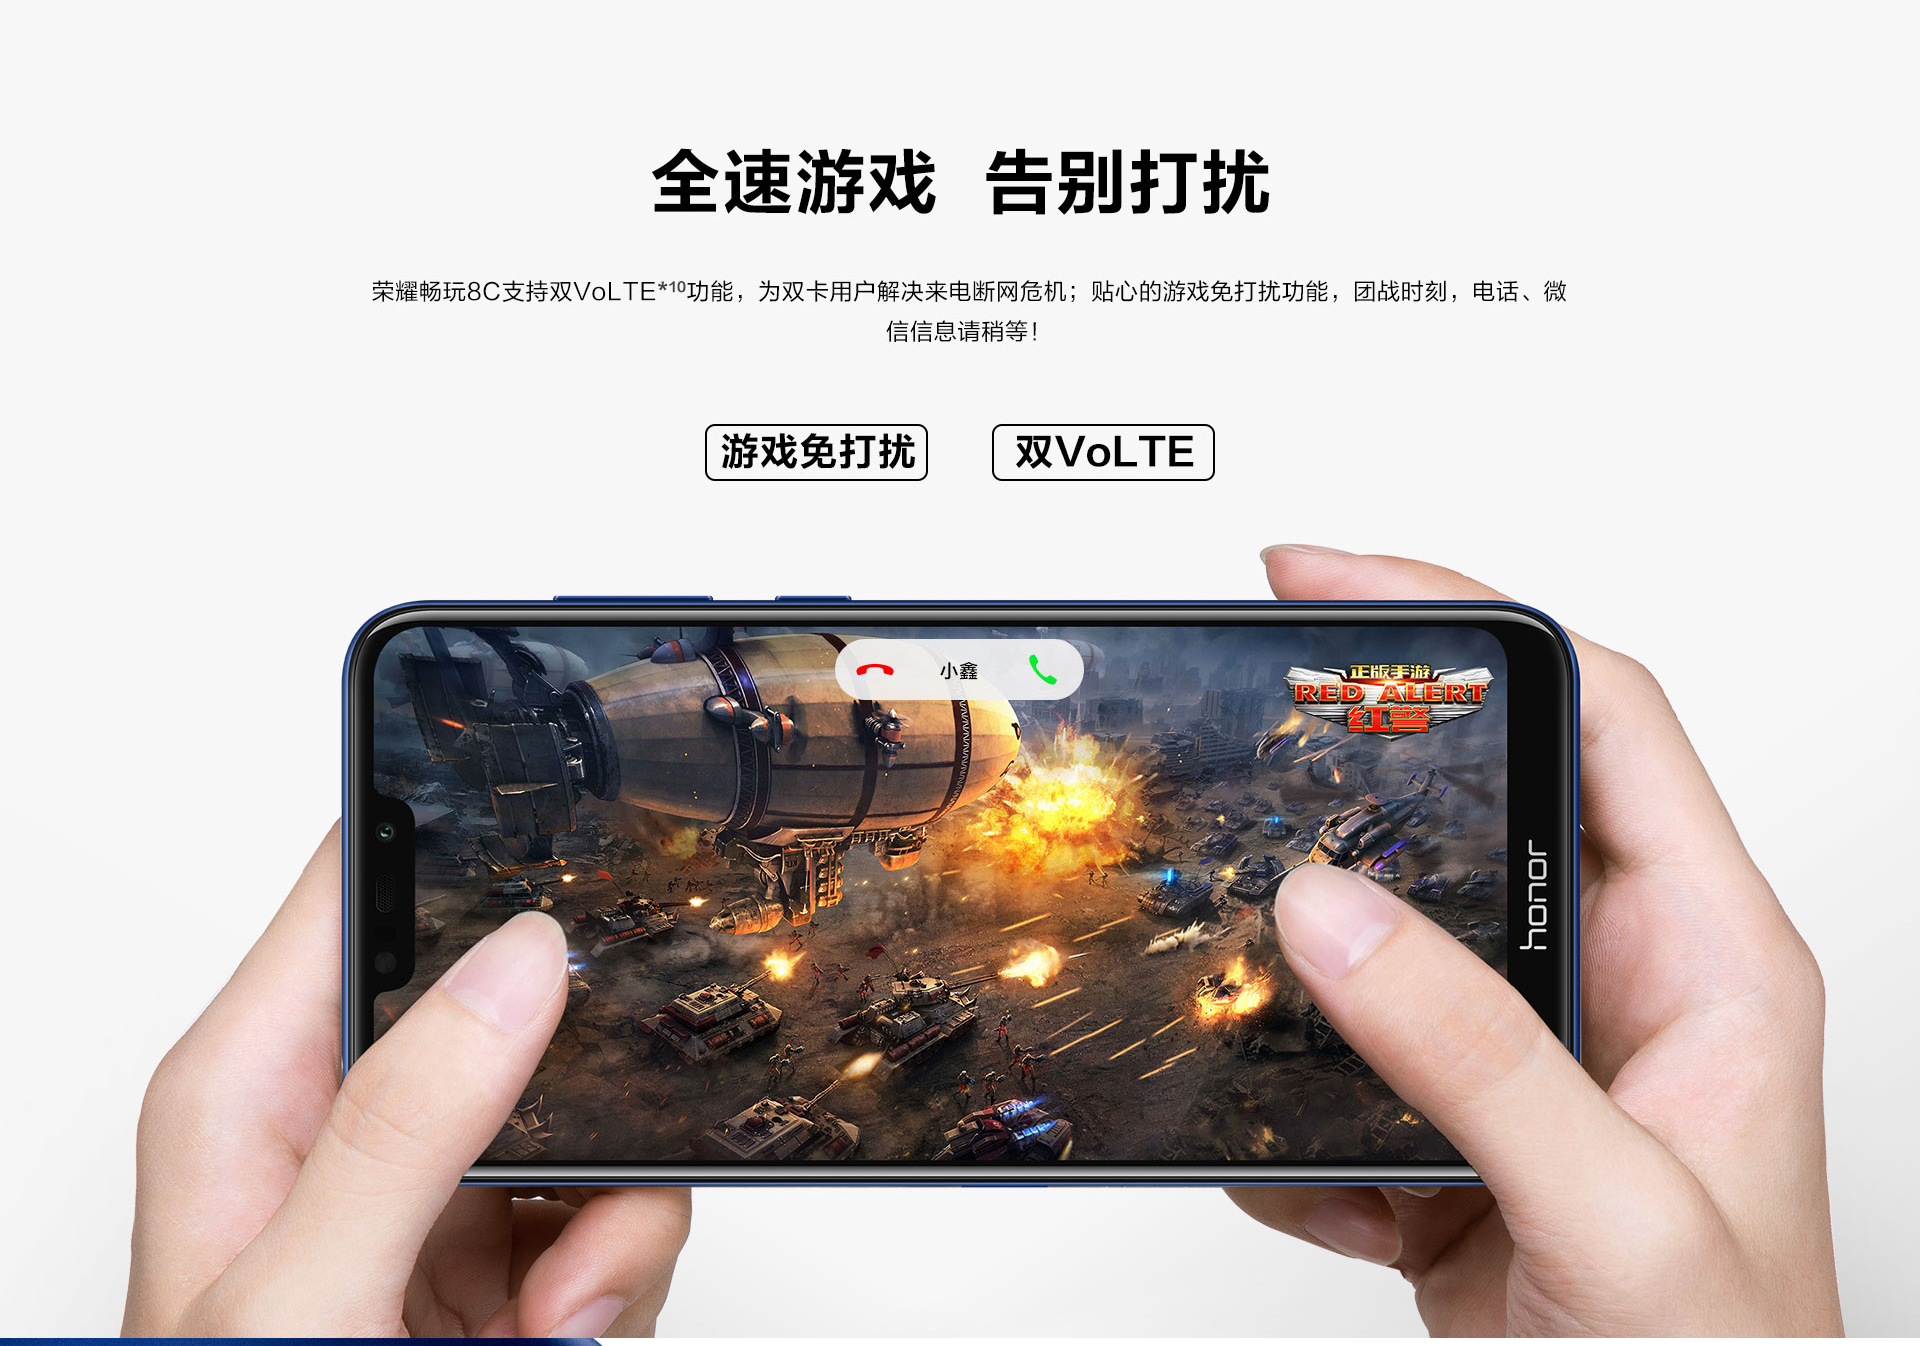 全速游戏 告别打扰
荣耀畅玩8C支持双VoLTE*10功能，为双卡用户解决来电断网危机；贴心的游戏免打扰功能，团战时刻，电话、微
信信息请稍等！
游戏免打扰 双VoLTE
小鑫
正版手游
RED ALERT
红警
honor